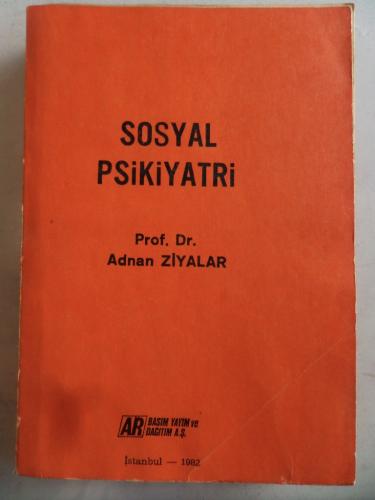 SOSYAL
PSİKİYATRİ
Prof. Dr.
Adnan ZİYALAR
AR BASIM YAYIM ve
DAĞITIM A.Ş.
İstanbul — 1982